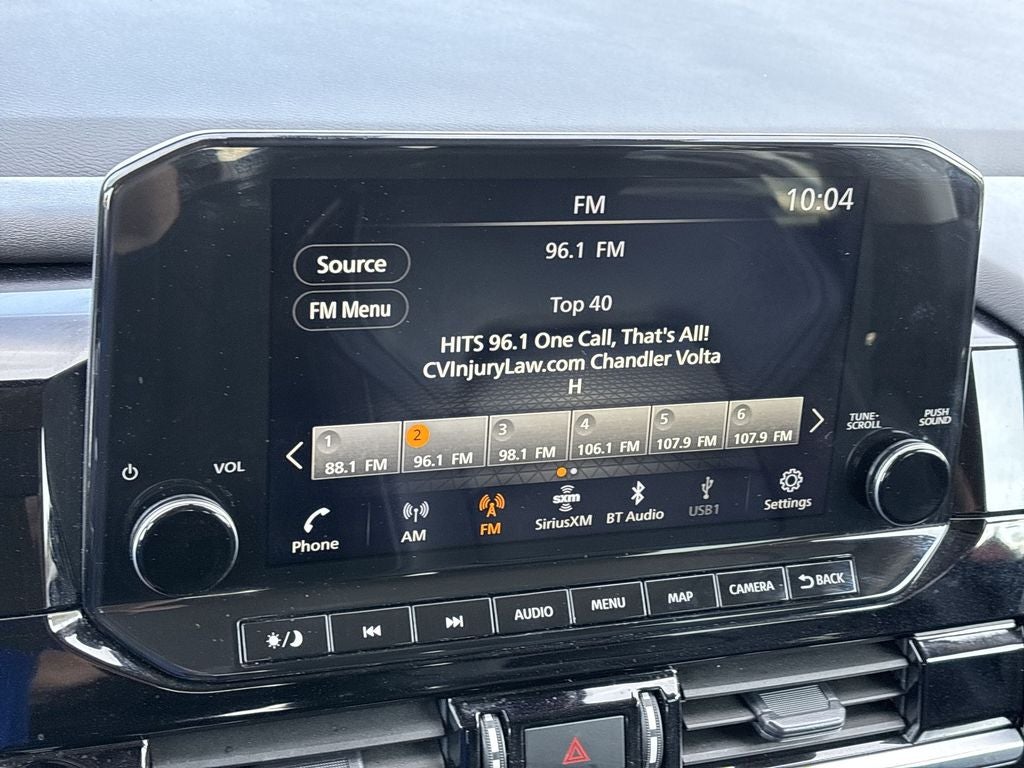 FM
10:04
96.1 FM
Source
FM Menu
Top 40
HITS 96.1 One Call, That's All!
CVInjuryLaw.com Chandler Volta
H
1
88.1 FM
2
96.1 FM
3
98.1 FM
4
106.1 FM
5
107.9 FM
6
107.9 FM
TUNE-
SCROLL
PUSH
SOUND
VOL
Phone
AM
FM
sxm
SiriusXM
BT Audio
USB1
Settings
AUDIO
MENU
MAP
CAMERA
BACK